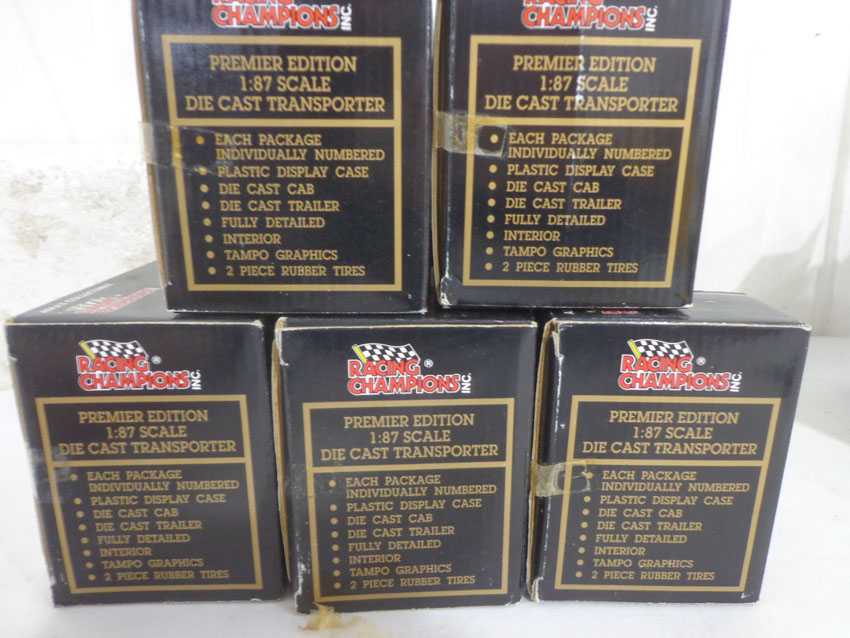 RACING
CHAMPIONS INC.
PREMIER EDITION
1:87 SCALE
DIE CAST TRANSPORTER
• EACH PACKAGE
INDIVIDUALLY NUMBERED
• PLASTIC DISPLAY CASE
• DIE CAST CAB
• DIE CAST TRAILER
• FULLY DETAILED
• INTERIOR
• TAMPO GRAPHICS
• 2 PIECE RUBBER TIRES
RACING
CHAMPIONS INC.
PREMIER EDITION
1:87 SCALE
DIE CAST TRANSPORTER
• EACH PACKAGE
INDIVIDUALLY NUMBERED
• PLASTIC DISPLAY CASE
• DIE CAST CAB
• DIE CAST TRAILER
• FULLY DETAILED
• INTERIOR
• TAMPO GRAPHICS
• 2 PIECE RUBBER TIRES
RACING ®
CHAMPIONS INC.
PREMIER EDITION
1:87 SCALE
DIE CAST TRANSPORTER
• EACH PACKAGE
INDIVIDUALLY NUMBERED
• PLASTIC DISPLAY CASE
• DIE CAST CAB
• DIE CAST TRAILER
• FULLY DETAILED
• INTERIOR
• TAMPO GRAPHICS
• 2 PIECE RUBBER TIRES
RACING ®
CHAMPIONS INC.
PREMIER EDITION
1:87 SCALE
DIE CAST TRANSPORTER
• EACH PACKAGE
INDIVIDUALLY NUMBERED
• PLASTIC DISPLAY CASE
• DIE CAST CAB
• DIE CAST TRAILER
• FULLY DETAILED
• INTERIOR
• TAMPO GRAPHICS
• 2 PIECE RUBBER TIRES
RACING ®
CHAMPIONS INC.
PREMIER EDITION
1:87 SCALE
DIE CAST TRANSPORTER
• EACH PACKAGE
INDIVIDUALLY NUMBERED
• PLASTIC DISPLAY CASE
• DIE CAST CAB
• DIE CAST TRAILER
• FULLY DETAILED
• INTERIOR
• TAMPO GRAPHICS
• 2 PIECE RUBBER TIRES